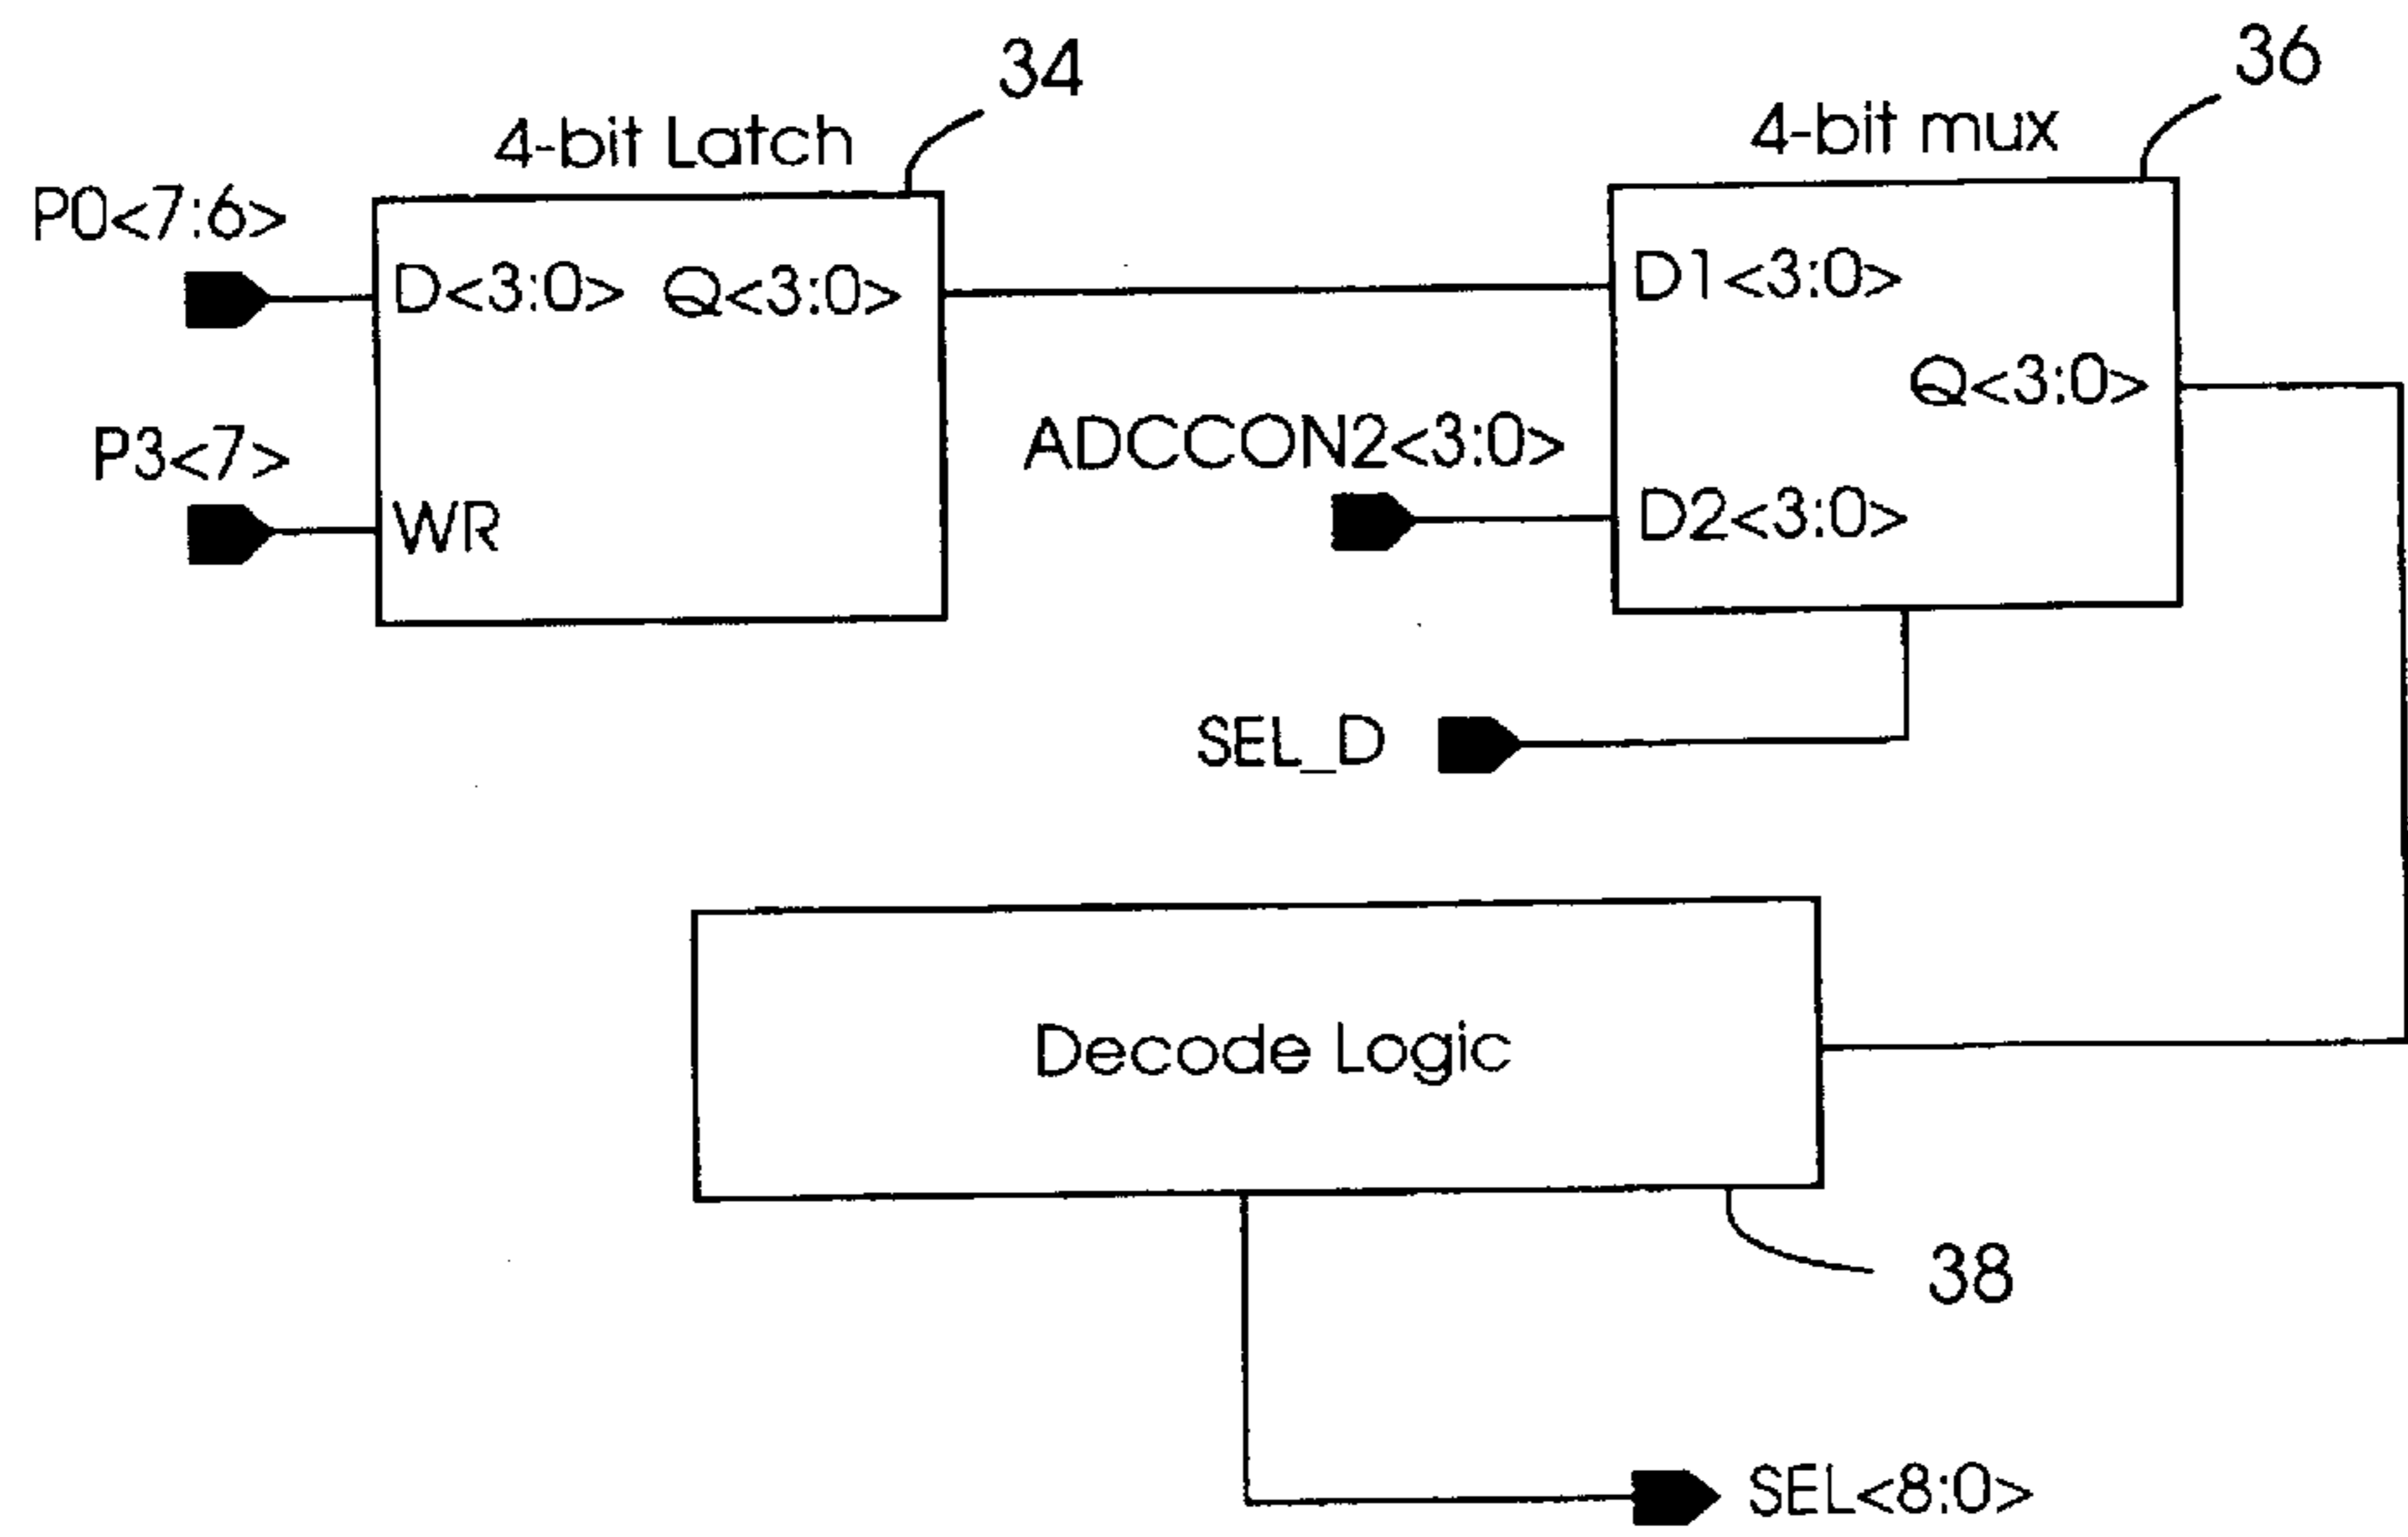 34
36
4-bit Latch
4-bit mux
P0<7:6>
D<3:0> Q<3:0>
D1<3:0>
Q<3:0>
P3<7>
ADCCON2<3:0>
WR
D2<3:0>
SEL_D
Decode Logic
38
SEL<8:0>